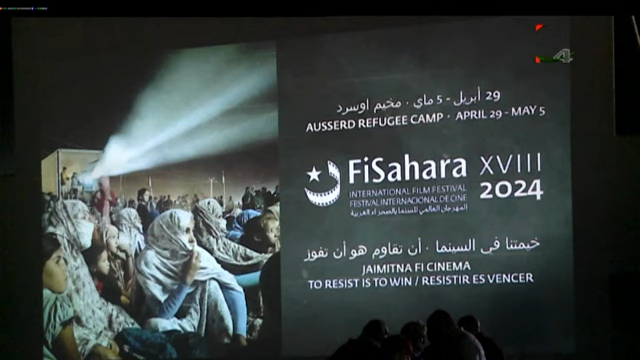 29 أبريل - 5 ماي · مخيم اوسرد
AUSSERD REFUGEE CAMP · APRIL 29 - MAY 5
FiSahara XVIII
INTERNATIONAL FILM FESTIVAL 2024
FESTIVAL INTERNACIONAL DE CINE
المهرجان العالمي للسينما بالصحراء الغربية
خيمتنا في السينما · أن تقاوم هو أن تفوز
JAIMITNA FI CINEMA
TO RESIST IS TO WIN / RESISTIR ES VENCER
4